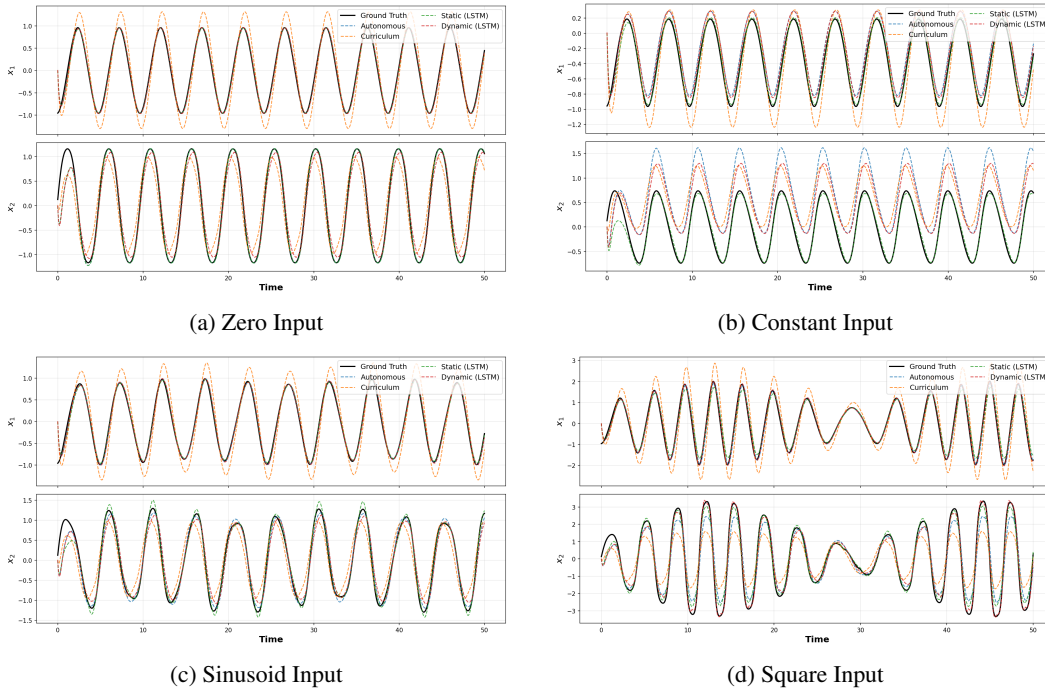 Ground Truth
Autonomous
Curriculum
Static (LSTM)
Dynamic (LSTM)
x₁
1.0
0.5
0.0
−0.5
−1.0
x₂
1.0
0.5
0.0
−0.5
−1.0
0 10 20 30 40 50
Time
(a) Zero Input
Ground Truth
Autonomous
Curriculum
Static (LSTM)
Dynamic (LSTM)
x₁
0.2
0.0
−0.2
−0.4
−0.6
−0.8
−1.0
−1.2
x₂
1.5
1.0
0.5
0.0
−0.5
0 10 20 30 40 50
Time
(b) Constant Input
Ground Truth
Autonomous
Curriculum
Static (LSTM)
Dynamic (LSTM)
x₁
1.0
0.5
0.0
−0.5
−1.0
x₂
1.5
1.0
0.5
0.0
−0.5
−1.0
−1.5
0 10 20 30 40 50
Time
(c) Sinusoid Input
Ground Truth
Autonomous
Curriculum
Static (LSTM)
Dynamic (LSTM)
x₁
3
2
1
0
−1
−2
x₂
3
2
1
0
−1
−2
−3
0 10 20 30 40 50
Time
(d) Square Input